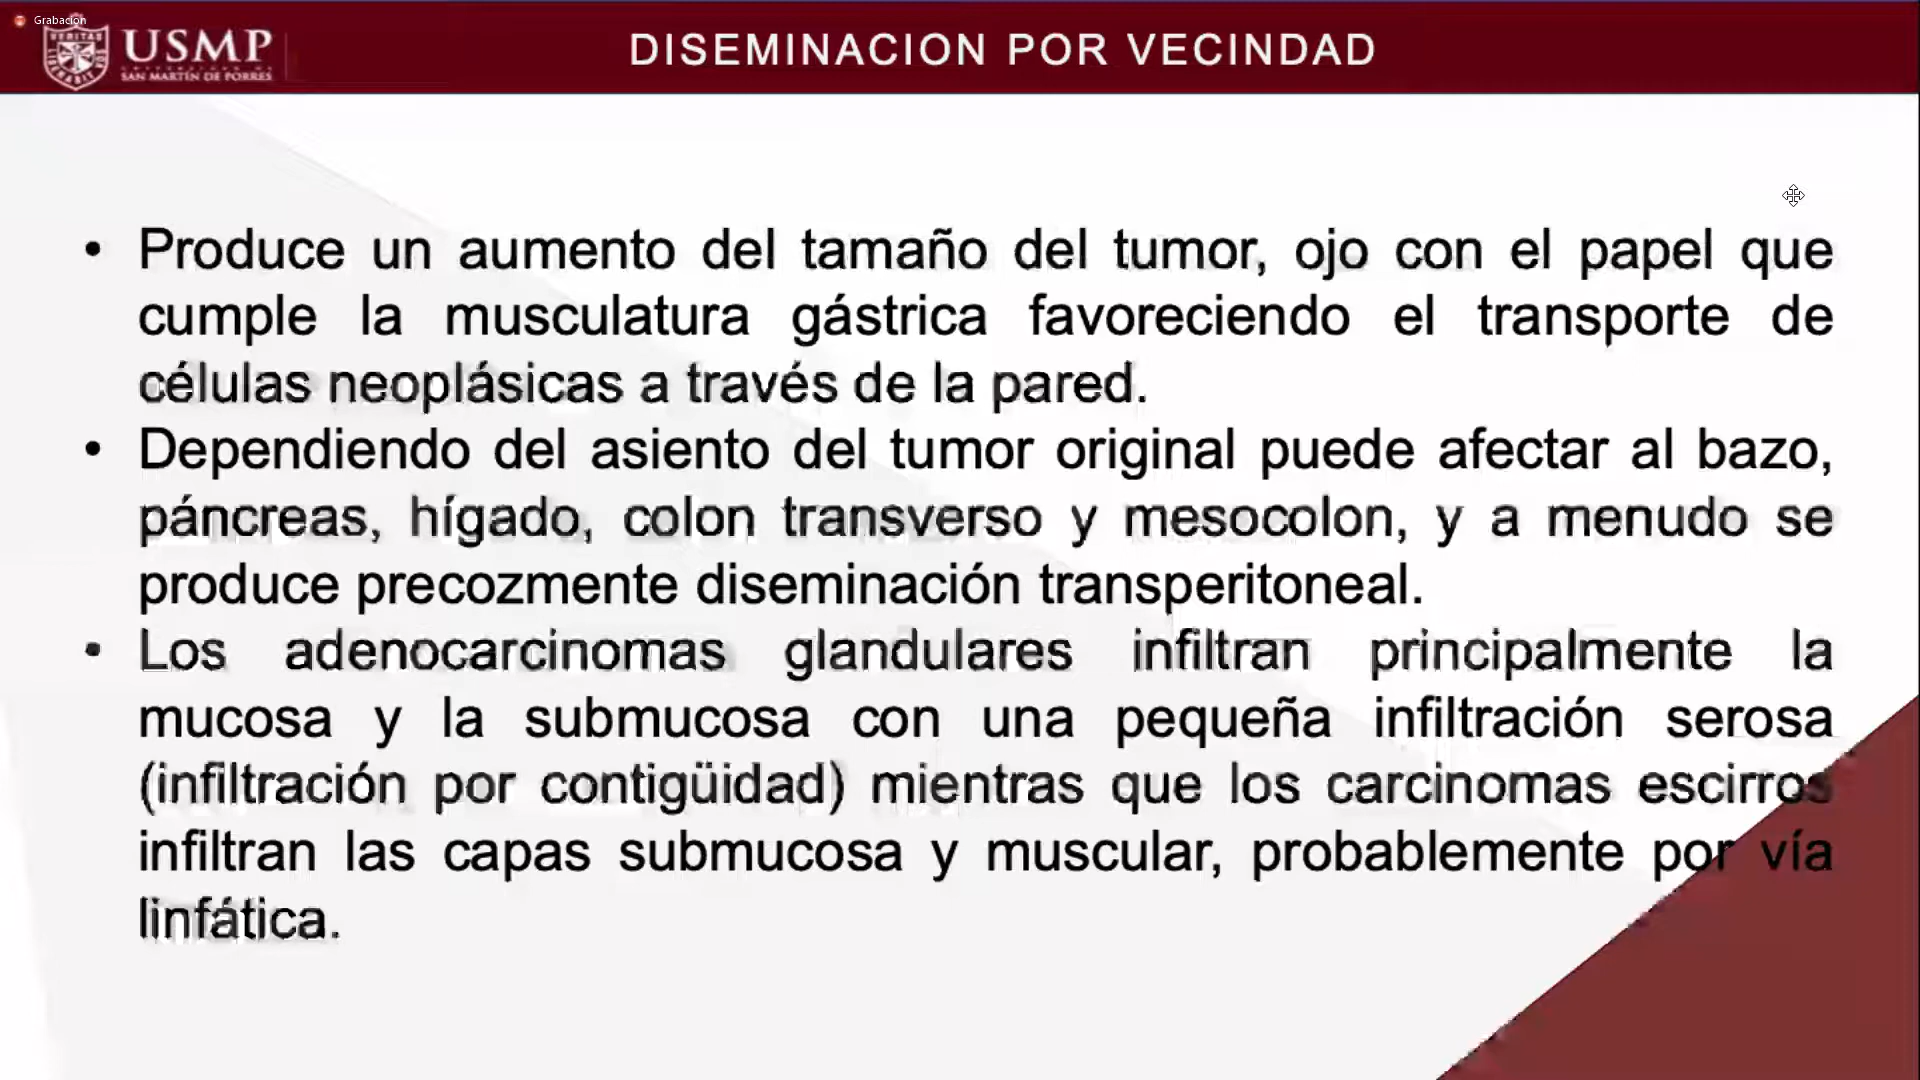 Grabación
USMP
DISEMINACION POR VECINDAD
SAN MARTÍN DE PORRES
• Produce un aumento del tamaño del tumor, ojo con el papel que
cumple la musculatura gástrica favoreciendo el transporte de
células neoplásicas a través de la pared.
• Dependiendo del asiento del tumor original puede afectar al bazo,
páncreas, hígado, colon transverso y mesocolon, y a menudo se
produce precozmente diseminación transperitoneal.
• Los adenocarcinomas glandulares infiltran principalmente la
mucosa y la submucosa con una pequeña infiltración serosa
(infiltración por contigüidad) mientras que los carcinomas escirros
infiltran las capas submucosa y muscular, probablemente por vía
linfática.